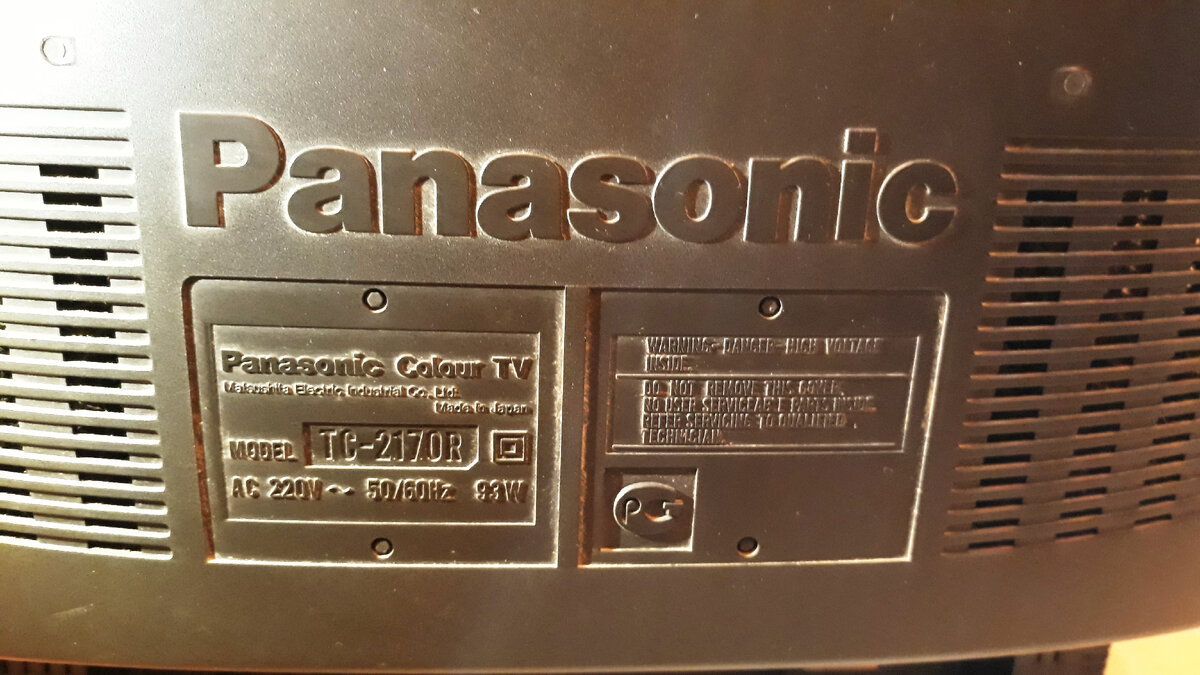 Panasonic
Panasonic Colour TV
Matsushita Electric Industrial Co., Ltd.
Made in Japan
MODEL TC-2170R
AC 220V ~ 50/60Hz 93W
WARNING-DANGER-HIGH VOLTAGE
INSIDE.
DO NOT REMOVE THIS COVER.
NO USER SERVICEABLE PARTS INSIDE.
REFER SERVICING TO QUALIFIED
TECHNICIAN.